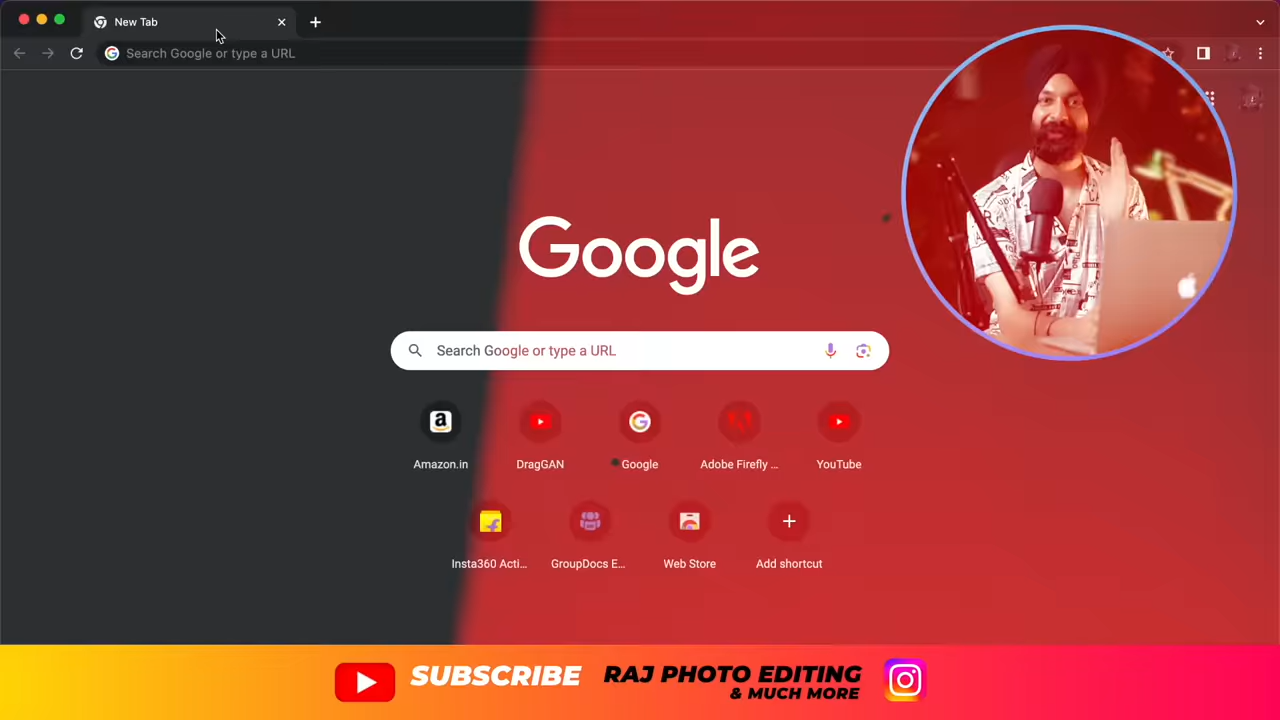 New Tab
Search Google or type a URL
Google
Search Google or type a URL
Amazon.in
DragGAN
Google
Adobe Firefly ...
YouTube
Insta360 Acti...
GroupDocs E...
Web Store
Add shortcut
SUBSCRIBE
RAJ PHOTO EDITING
& MUCH MORE